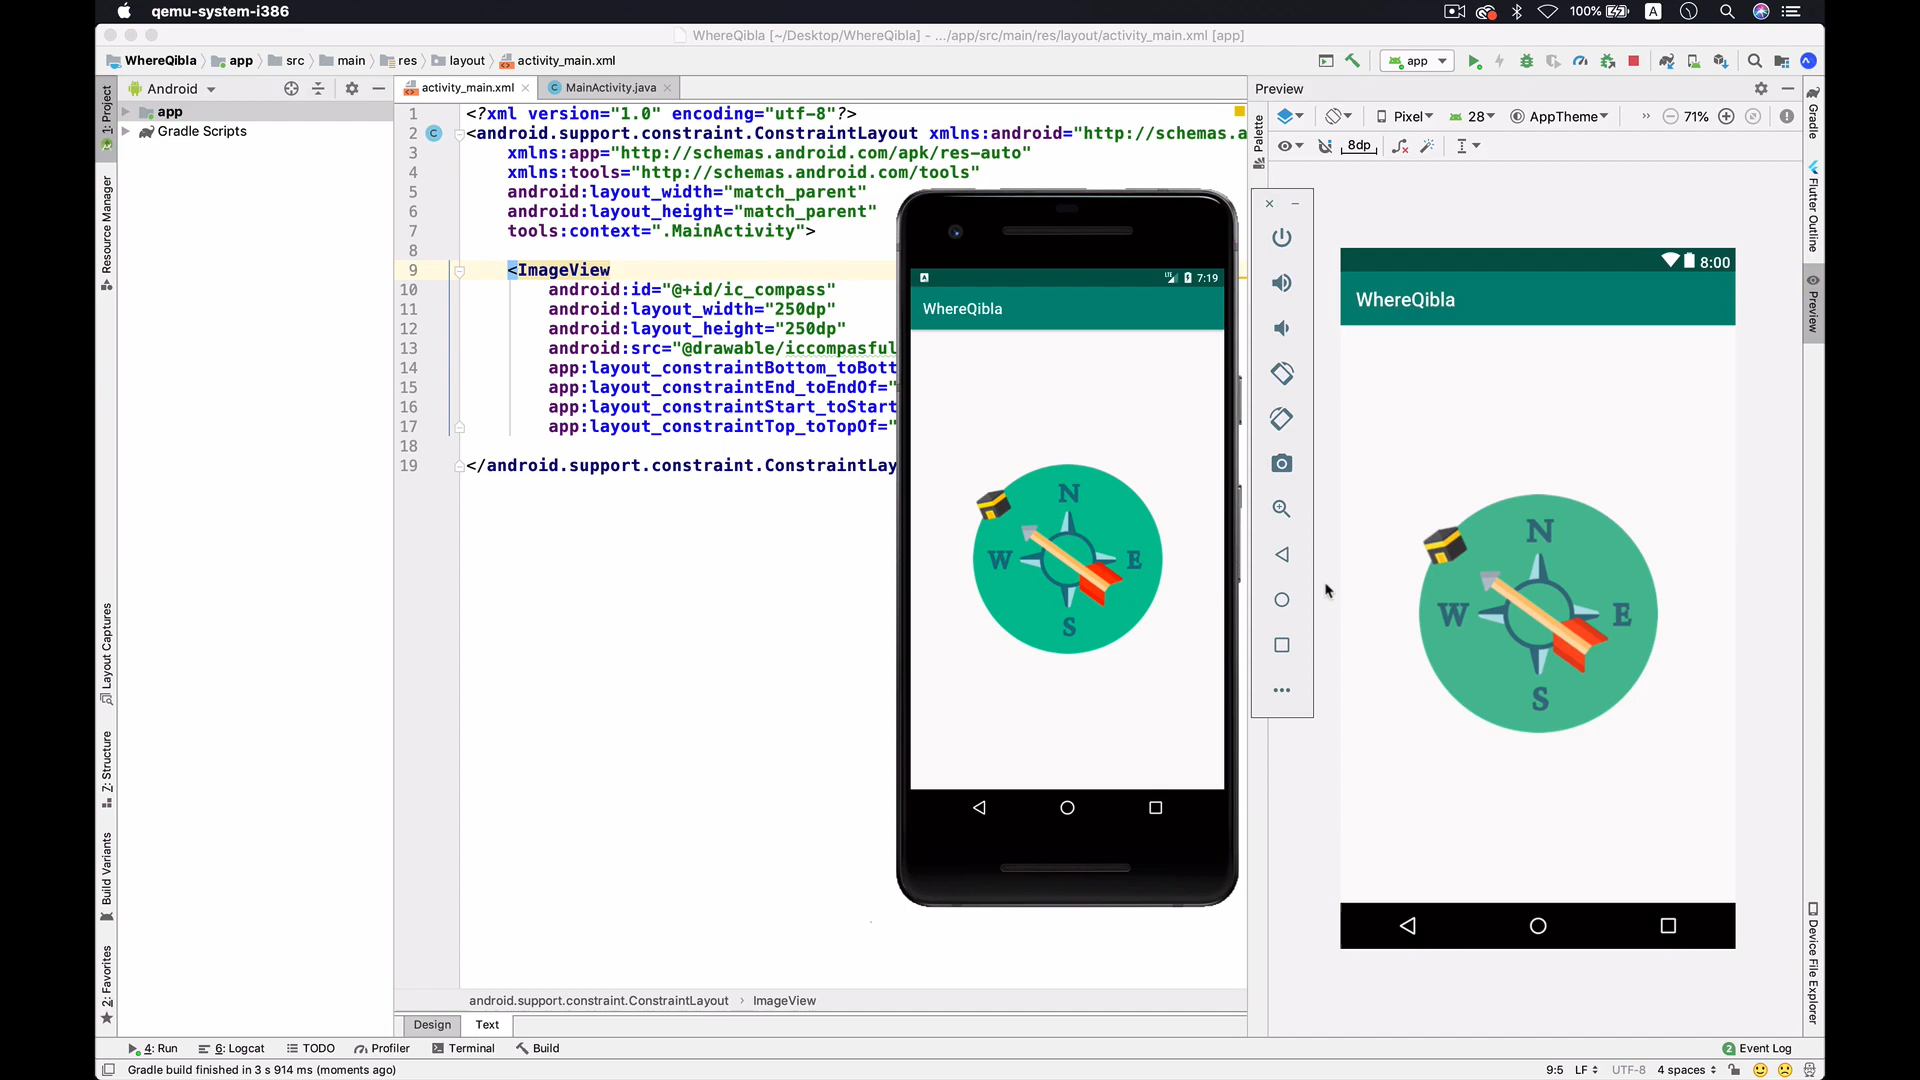 qemu-system-i386
100%
A
WhereQibla [~/Desktop/WhereQibla] - .../app/src/main/res/layout/activity_main.xml [app]
WhereQibla
app
src
main
res
layout
activity_main.xml
app
Android
activity_main.xml
MainActivity.java
Preview
app
Gradle Scripts
1: Project
Resource Manager
Layout Captures
Z: Structure
Build Variants
2: Favorites
1 <?xml version="1.0" encoding="utf-8"?>
2 <android.support.constraint.ConstraintLayout xmlns:android="http://schemas.a
3 xmlns:app="http://schemas.android.com/apk/res-auto"
4 xmlns:tools="http://schemas.android.com/tools"
5 android:layout_width="match_parent"
6 android:layout_height="match_parent"
7 tools:context=".MainActivity">
8
9 <ImageView
10 android:id="@+id/ic_compass"
11 android:layout_width="250dp"
12 android:layout_height="250dp"
13 android:src="@drawable/iccompasful
14 app:layout_constraintBottom_toBott
15 app:layout_constraintEnd_toEndOf="
16 app:layout_constraintStart_toStart
17 app:layout_constraintTop_toTopOf="
18
19 </android.support.constraint.ConstraintLay
C
LTE 7:19
WhereQibla
N
W E
S
Palette
Pixel
28
AppTheme
71%
8dp
8:00
WhereQibla
N
W E
S
Gradle
Flutter Outline
Preview
Device File Explorer
android.support.constraint.ConstraintLayout › ImageView
Design
Text
4: Run
6: Logcat
TODO
Profiler
Terminal
Build
2 Event Log
Gradle build finished in 3 s 914 ms (moments ago)
9:5
LF
UTF-8
4 spaces